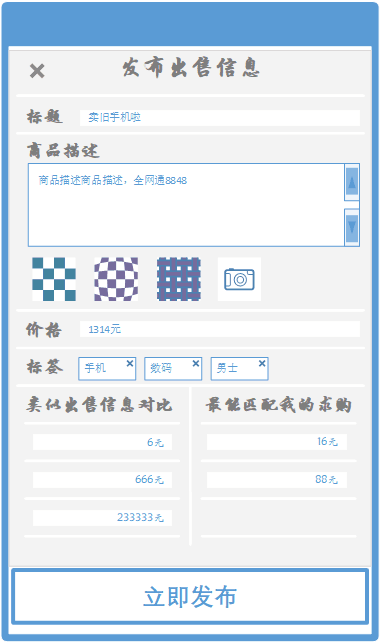 发布出售信息
标题 卖旧手机啦
商品描述
商品描述商品描述，全网通8848
价格 1314元
标签 手机 数码 男士
类似出售信息对比 最能匹配我的求购
6元 16元
666元 88元
233333元
立即发布